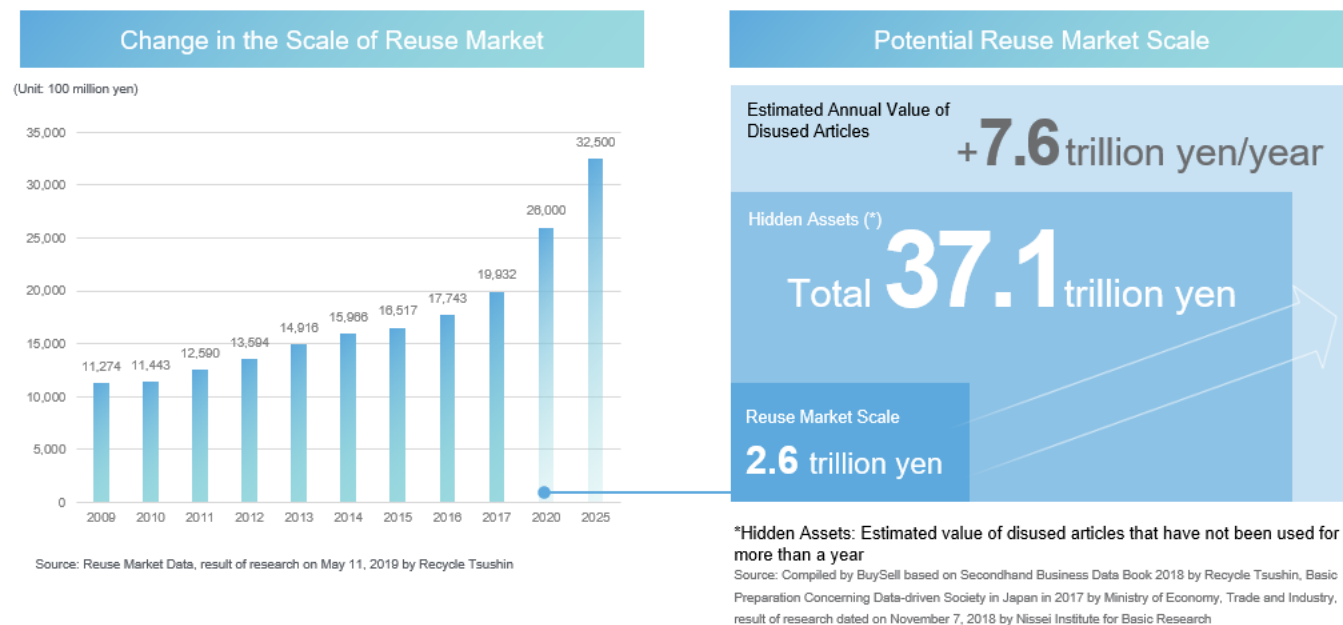 Change in the Scale of Reuse Market
(Unit: 100 million yen)
35,000
30,000
25,000
20,000
15,000
10,000
5,000
0
11,274
11,443
12,590
13,594
14,916
15,966
16,517
17,743
19,932
26,000
32,500
2009
2010
2011
2012
2013
2014
2015
2016
2017
2020
2025
Source: Reuse Market Data, result of research on May 11, 2019 by Recycle Tsushin
Potential Reuse Market Scale
Estimated Annual Value of
Disused Articles
+7.6 trillion yen/year
Hidden Assets (*)
Total 37.1 trillion yen
Reuse Market Scale
2.6 trillion yen
*Hidden Assets: Estimated value of disused articles that have not been used for
more than a year
Source: Compiled by BuySell based on Secondhand Business Data Book 2018 by Recycle Tsushin, Basic
Preparation Concerning Data-driven Society in Japan in 2017 by Ministry of Economy, Trade and Industry,
result of research dated on November 7, 2018 by Nissei Institute for Basic Research